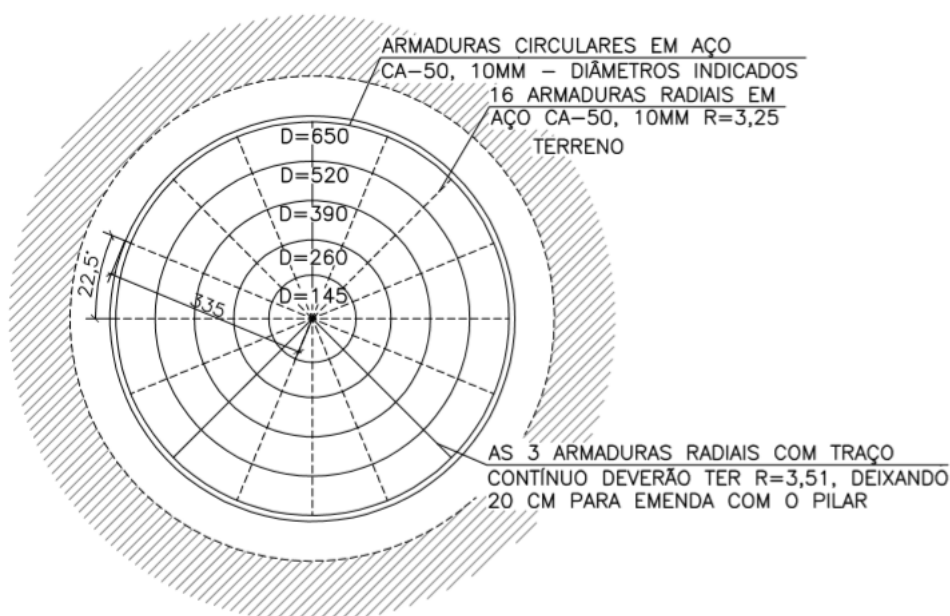 ARMADURAS CIRCULARES EM AÇO
CA-50, 10MM - DIÂMETROS INDICADOS
16 ARMADURAS RADIAIS EM
AÇO CA-50, 10MM R=3,25
TERRENO
D=650
D=520
D=390
D=260
D=145
22,5'
335
AS 3 ARMADURAS RADIAIS COM TRAÇO
CONTÍNUO DEVERÃO TER R=3,51, DEIXANDO
20 CM PARA EMENDA COM O PILAR